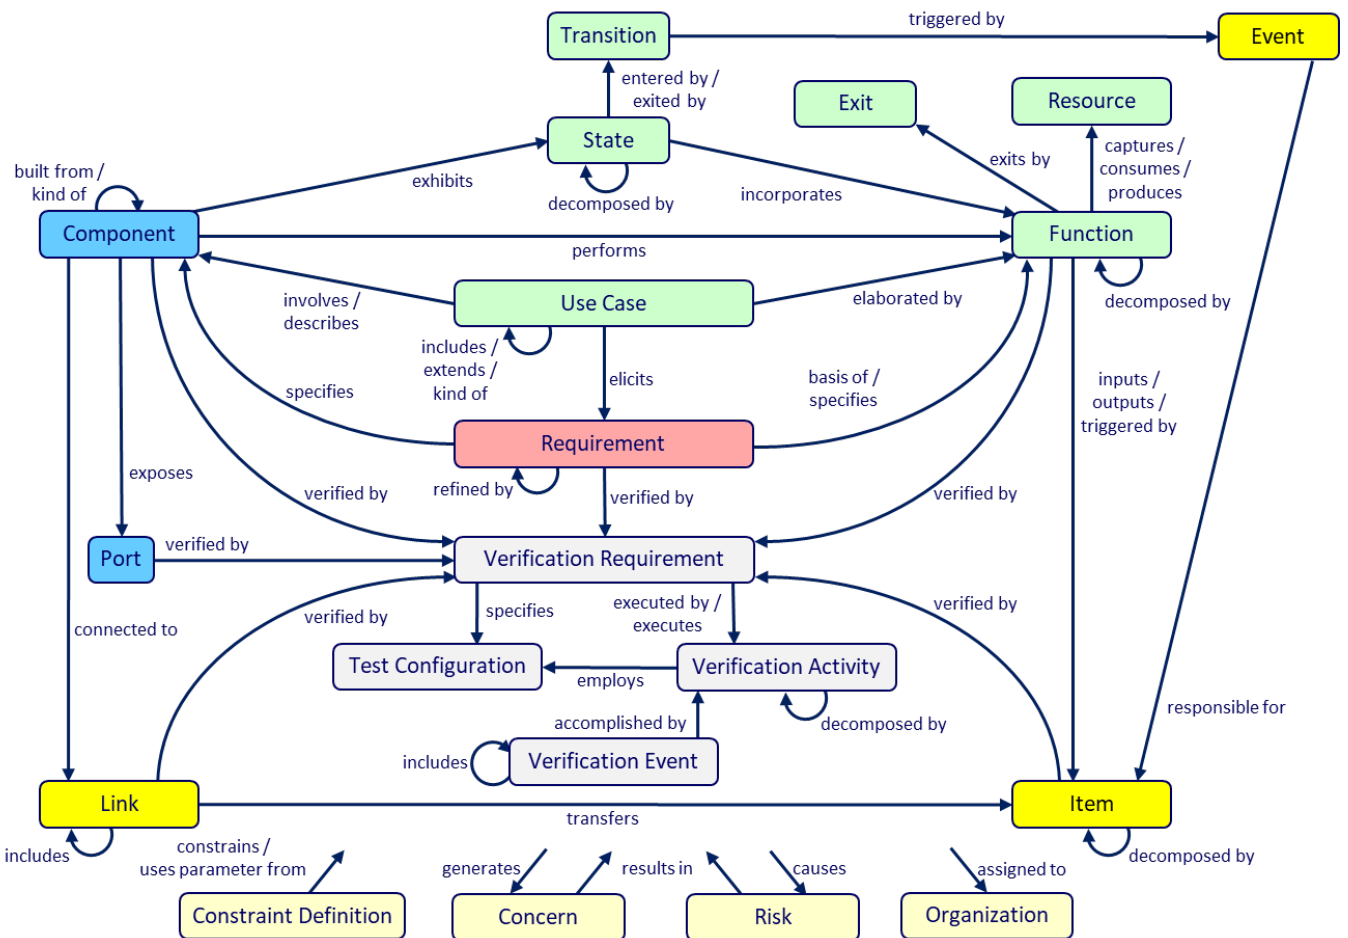 triggered by
Transition
Event
entered by /
exited by
Exit
Resource
State
captures /
consumes /
produces
exits by
built from /
kind of
exhibits
decomposed by
incorporates
Component
Function
performs
involves /
describes
Use Case
elaborated by
decomposed by
includes /
extends /
kind of
elicits
specifies
basis of /
specifies
inputs /
outputs /
triggered by
Requirement
exposes
refined by
verified by
verified by
verified by
Port
verified by
Verification Requirement
specifies
executed by /
executes
verified by
verified by
connected to
Test Configuration
Verification Activity
employs
accomplished by
decomposed by
responsible for
includes
Verification Event
Link
Item
transfers
includes
constrains /
uses parameter from
generates
results in
causes
assigned to
decomposed by
Constraint Definition
Concern
Risk
Organization